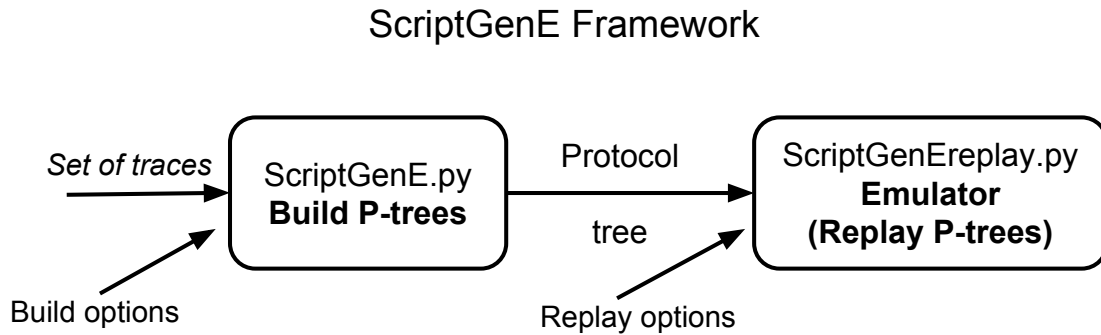 ScriptGenE Framework
Set of traces
ScriptGenE.py
Build P-trees
Build options
Protocol
tree
ScriptGenEreplay.py
Emulator
(Replay P-trees)
Replay options